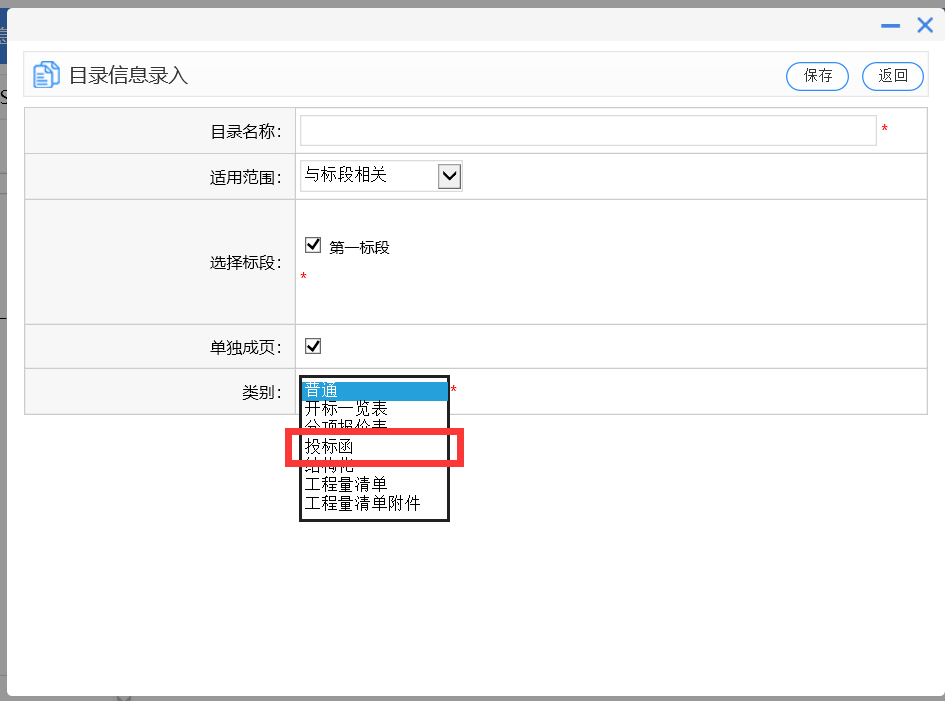 目录信息录入
保存
返回
目录名称：
*
适用范围：
与标段相关
选择标段：
第一标段
*
单独成页：
类别：
普通
*
开标一览表
分项报价表
投标函
结构化
工程量清单
工程量清单附件